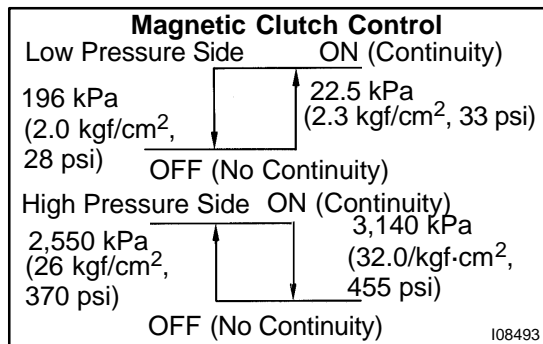 Magnetic Clutch Control
Low Pressure Side ON (Continuity)
196 kPa
(2.0 kgf/cm², 
28 psi)
22.5 kPa
(2.3 kgf/cm², 33 psi)
OFF (No Continuity)
High Pressure Side ON (Continuity)
2,550 kPa
(26 kgf/cm²,
370 psi)
3,140 kPa
(32.0/kgf·cm²,
455 psi)
OFF (No Continuity)
I08493